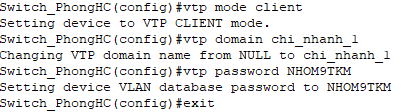 Switch_PhongHC(config)#vtp mode client
Setting device to VTP CLIENT mode.
Switch_PhongHC(config)#vtp domain chi_nhanh_1
Changing VTP domain name from NULL to chi_nhanh_1
Switch_PhongHC(config)#vtp password NHOM9TKM
Setting device VLAN database password to NHOM9TKM
Switch_PhongHC(config)#exit